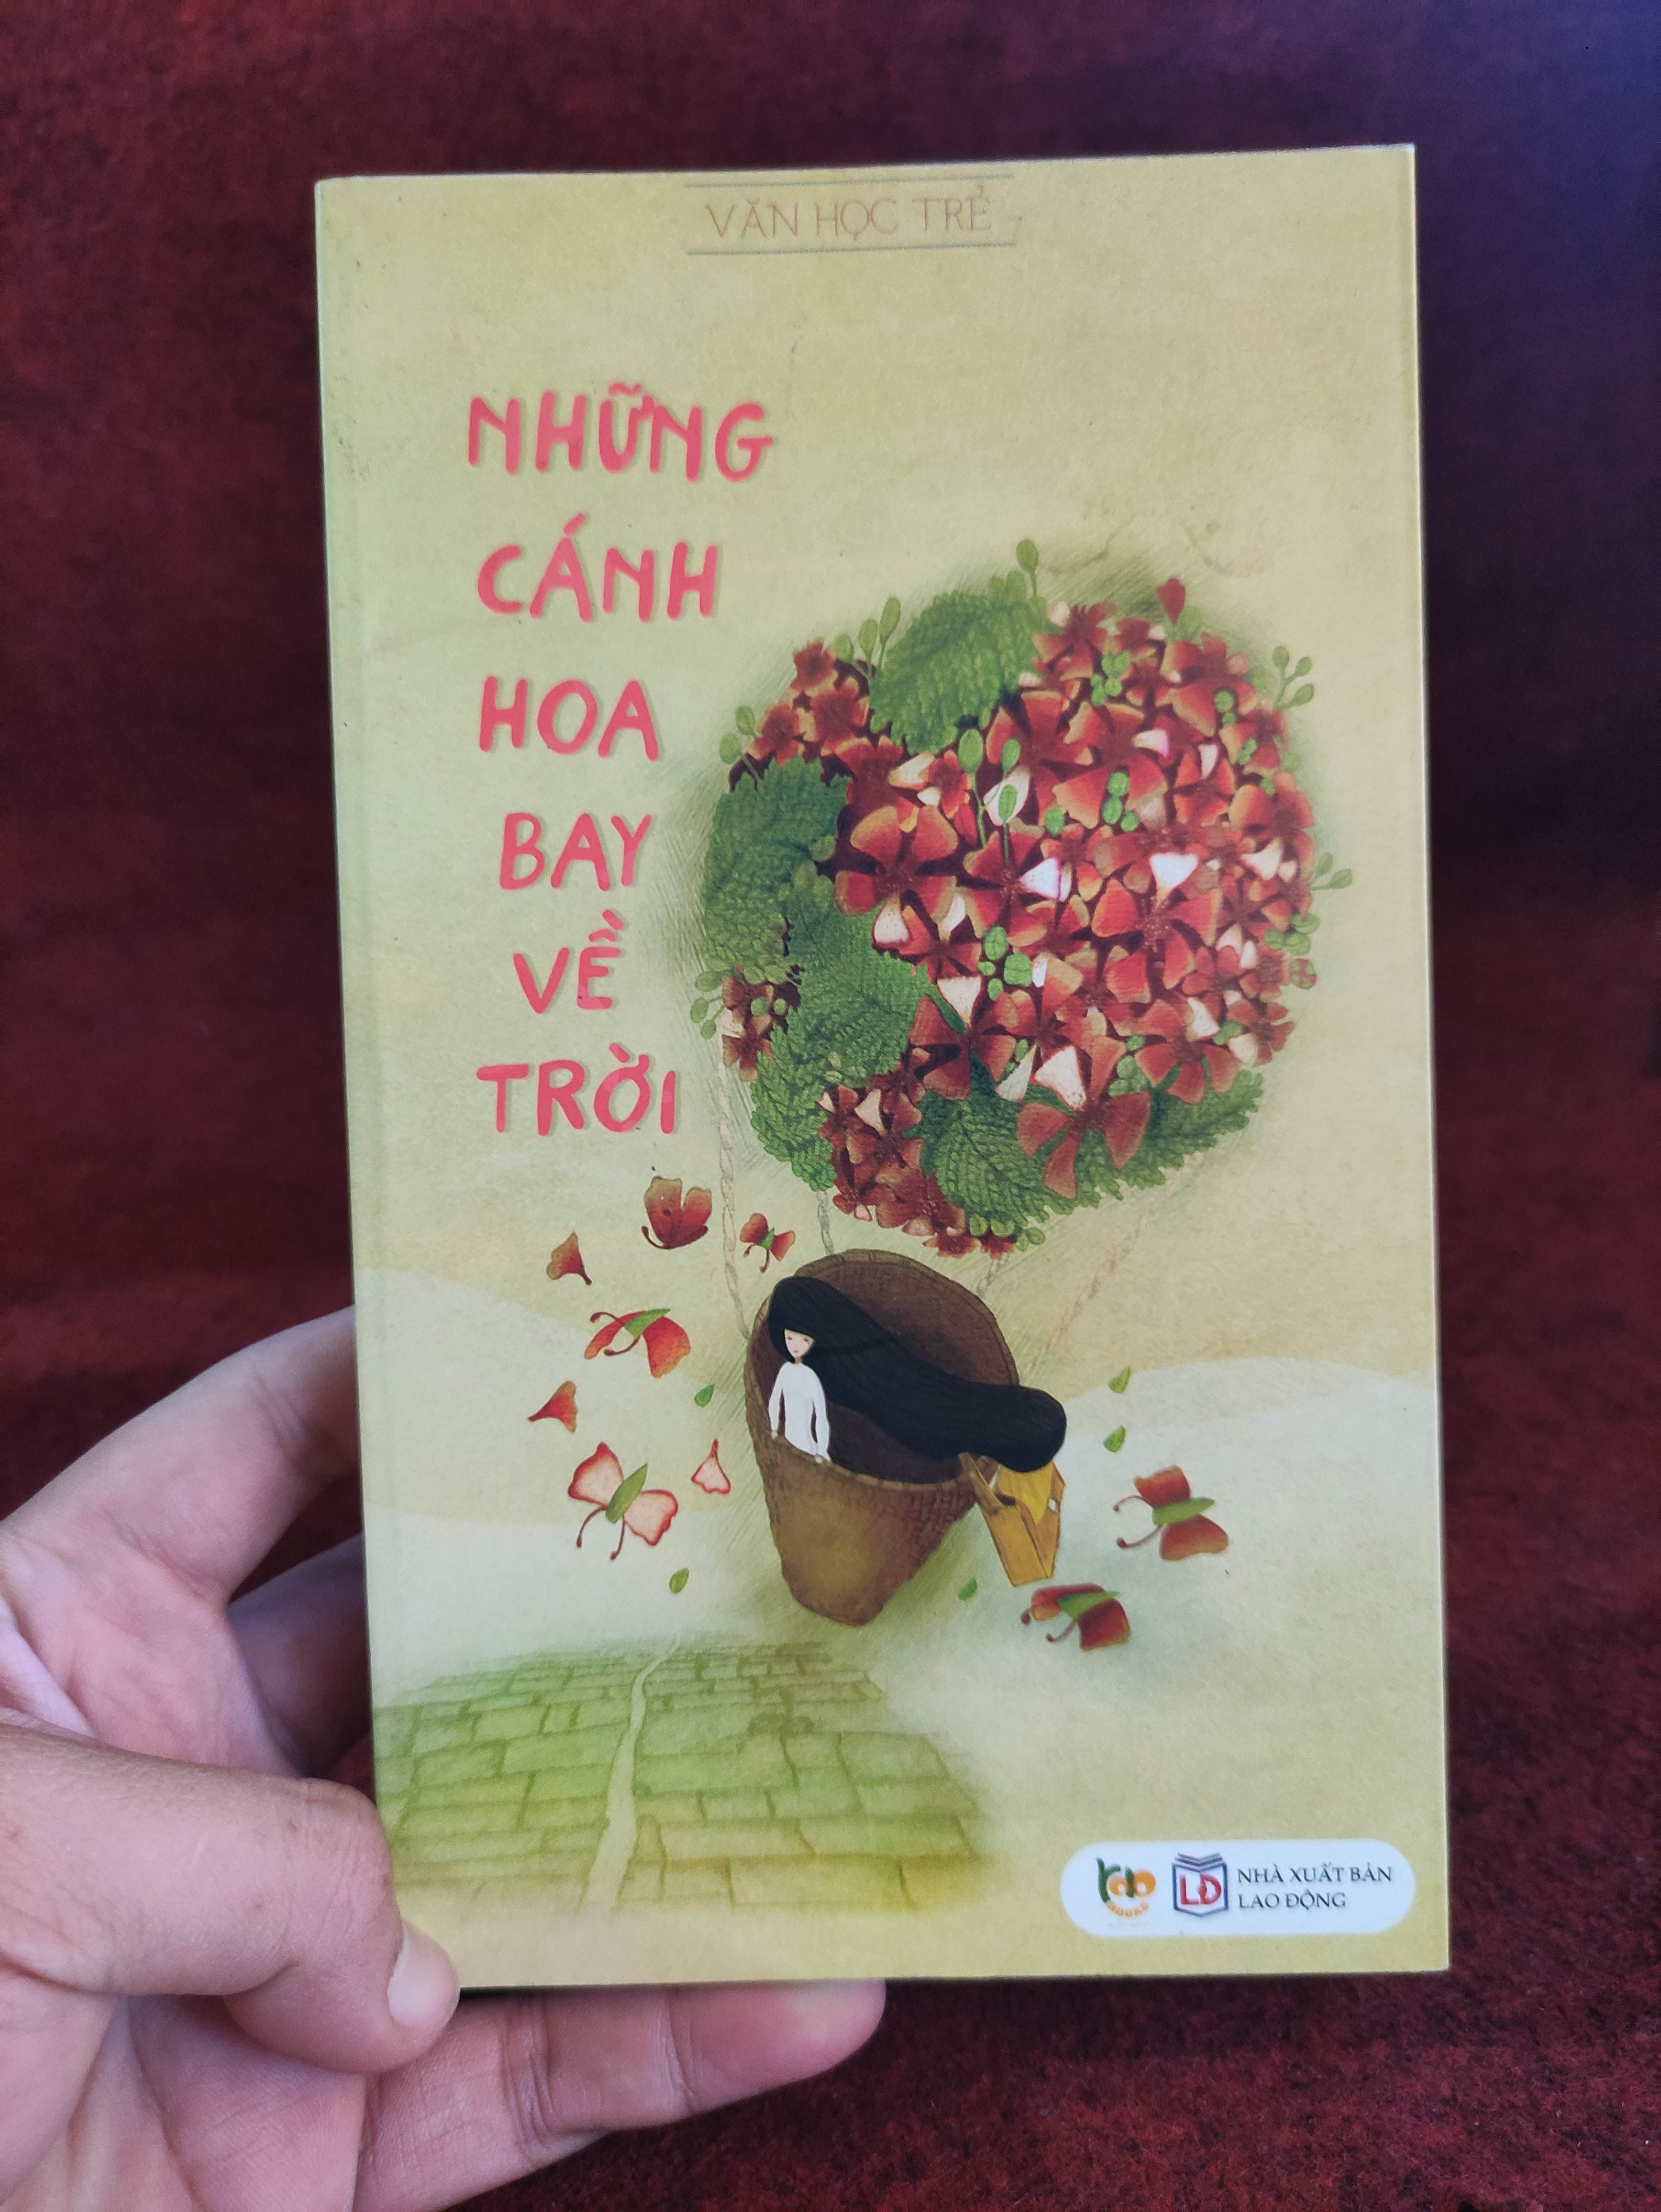 VĂN HỌC TRẺ
NHỮNG
CÁNH
HOA
BAY
VỀ
TRỜI
LĐ
NHÀ XUẤT BẢN
LAO ĐỘNG